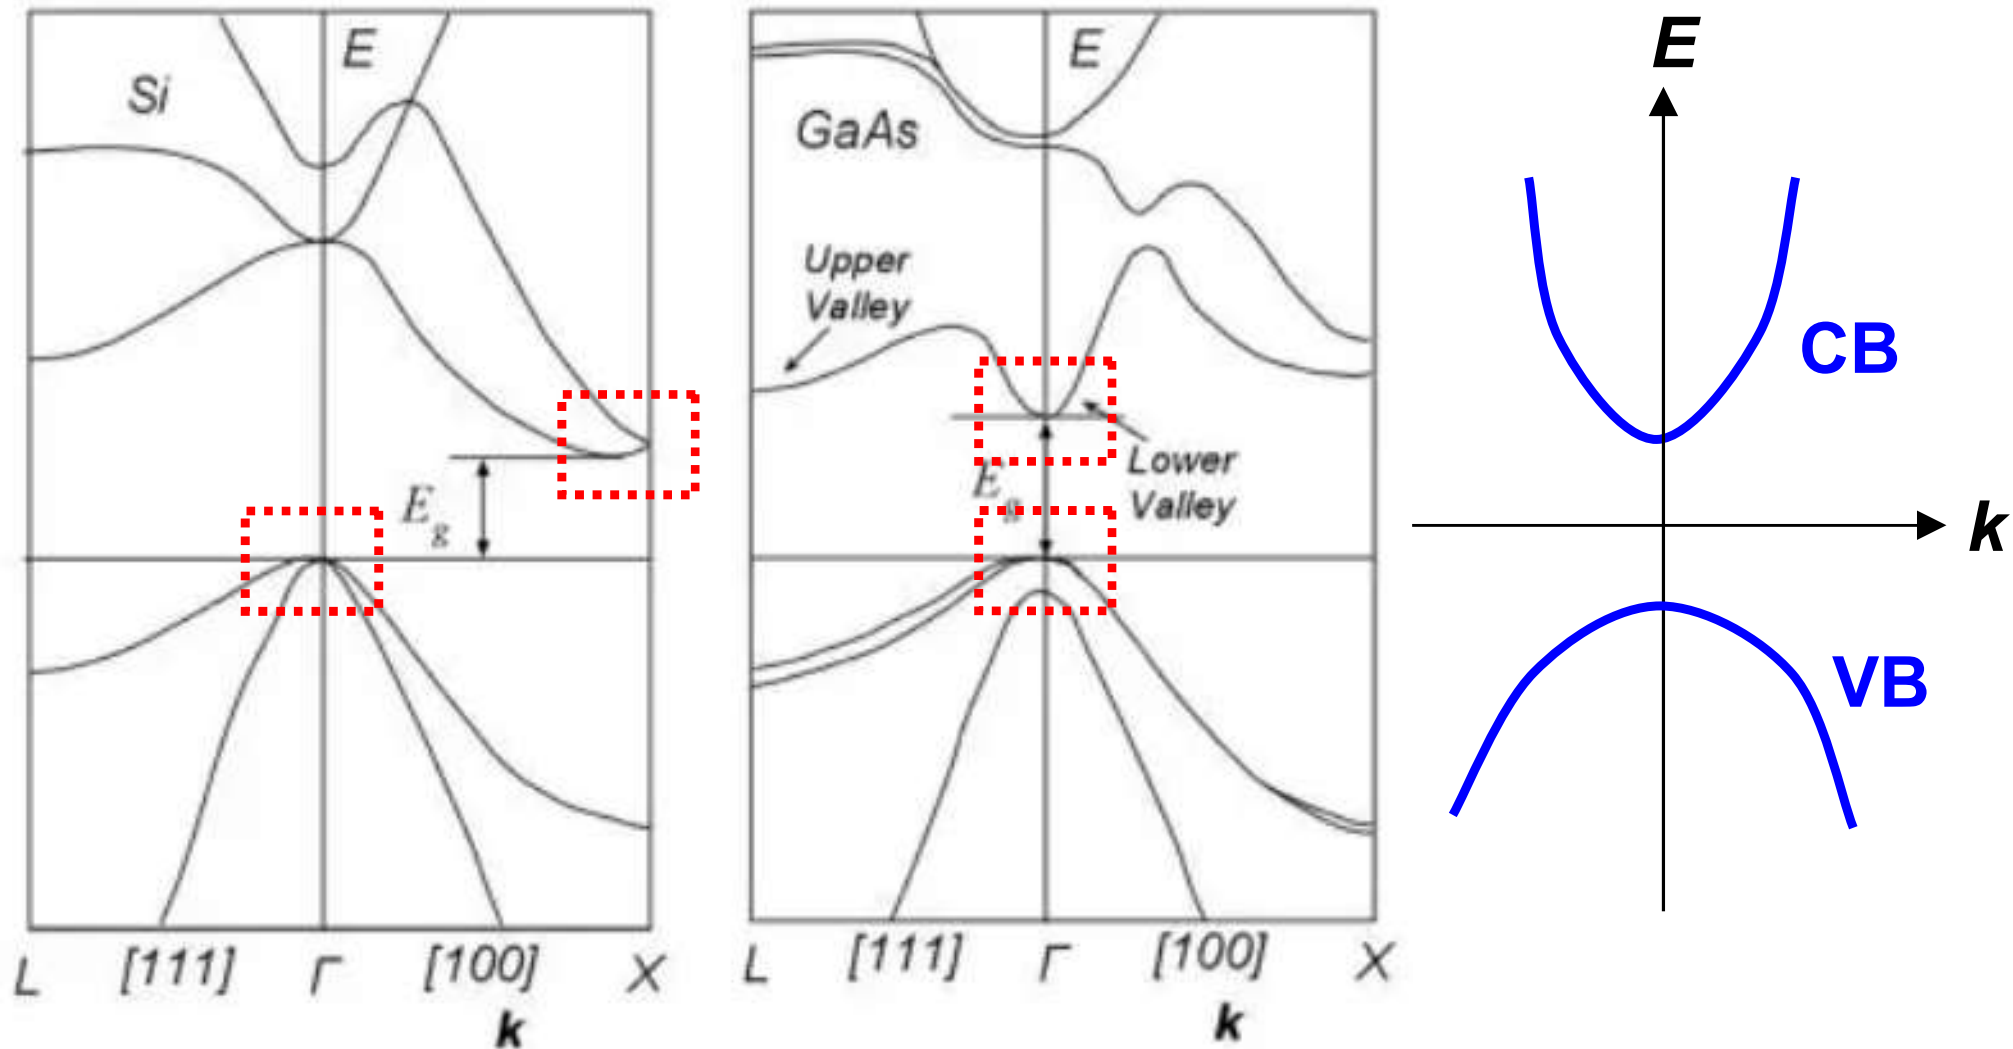 Si
E
E
g
L
[111]
Γ
[100]
X
k
E
GaAs
Upper
Valley
Lower
Valley
E
g
L
[111]
Γ
[100]
X
k
E
CB
k
VB